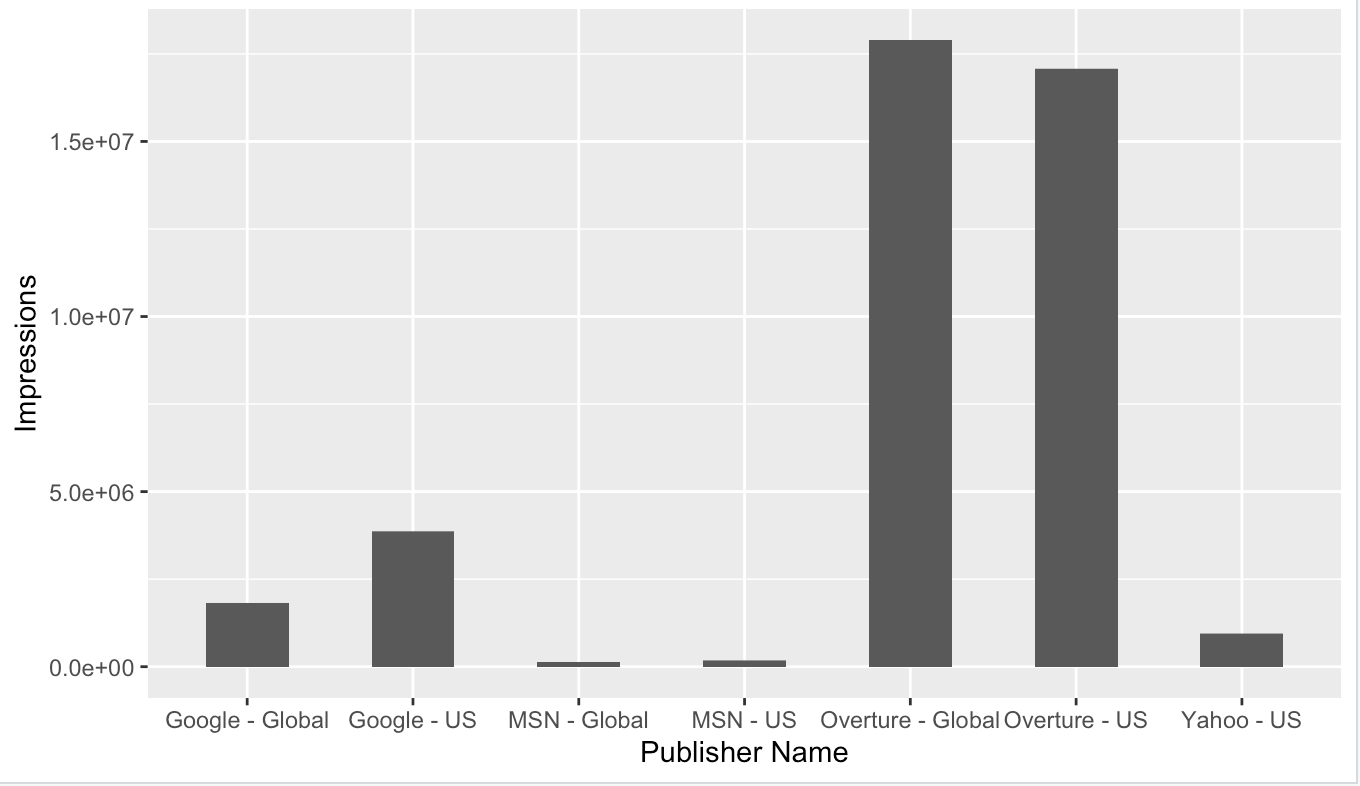 1.5e+07
1.0e+07
5.0e+06
0.0e+00
Impressions
Google - Global
Google - US
MSN - Global
MSN - US
Overture - Global
Overture - US
Yahoo - US
Publisher Name